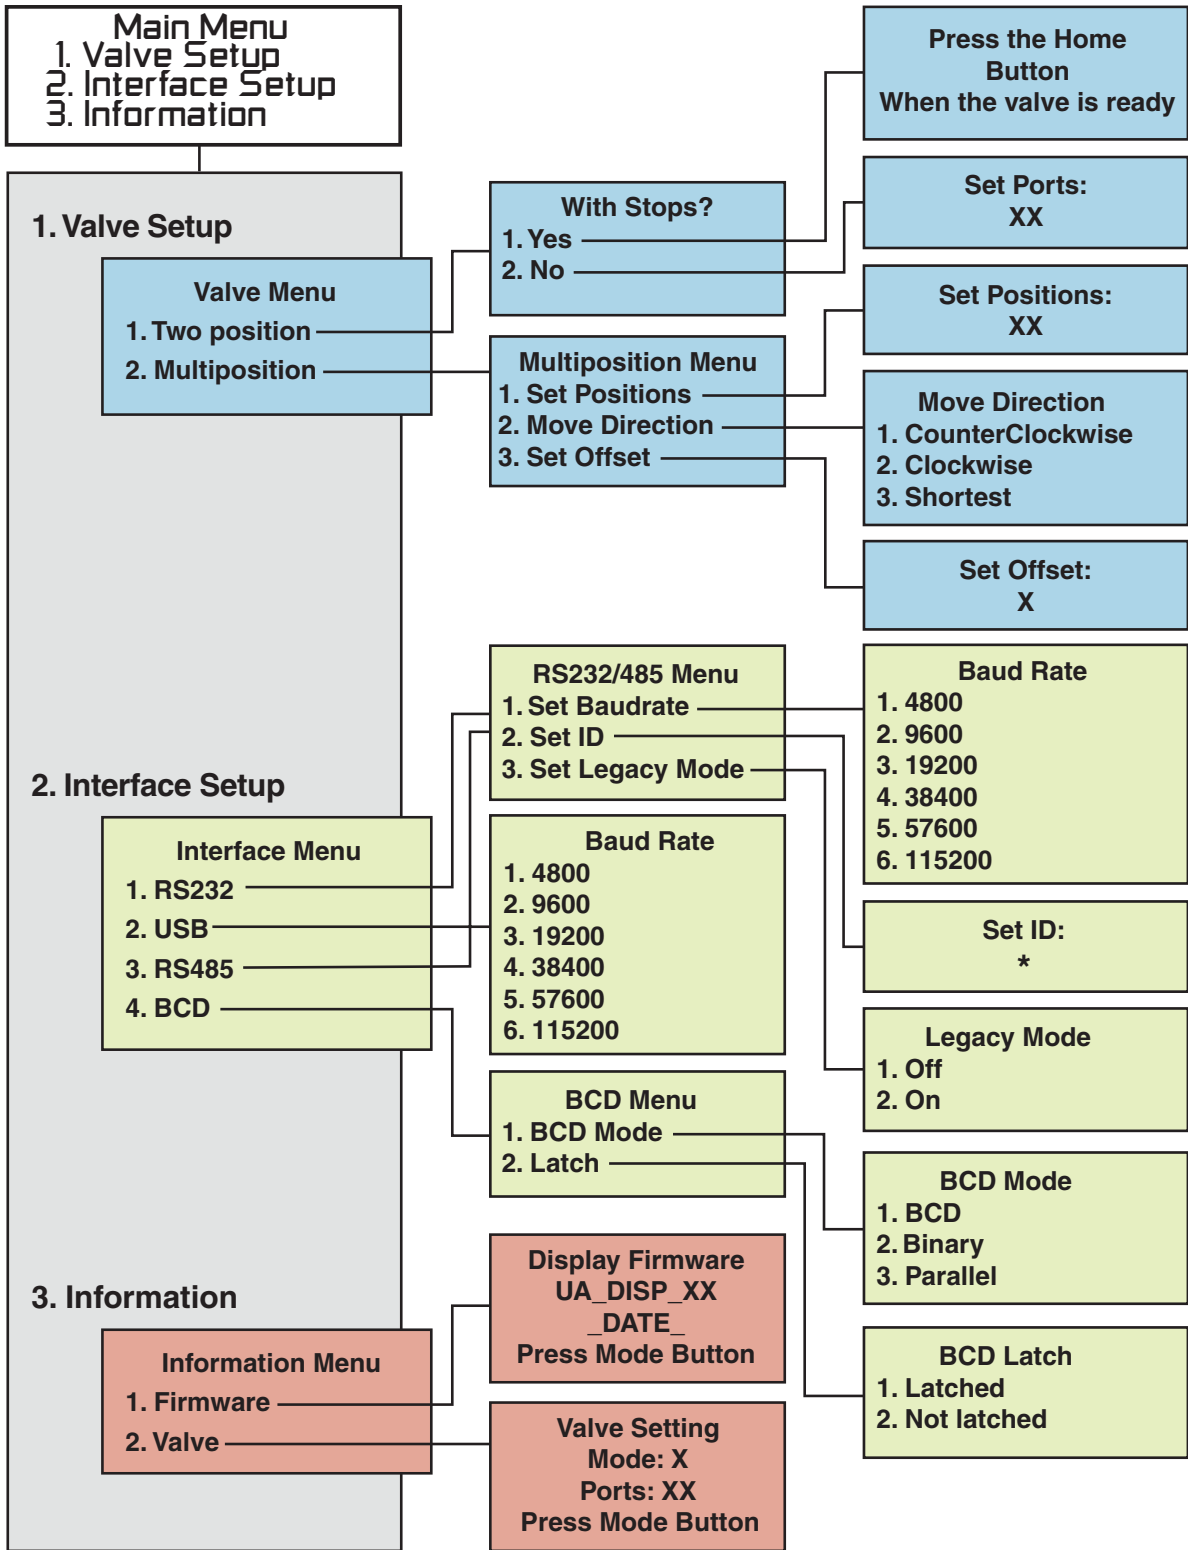 Main Menu
1. Valve Setup
2. Interface Setup
3. Information
1. Valve Setup
Valve Menu
1. Two position
2. Multiposition
With Stops?
1. Yes
2. No
Press the Home
Button
When the valve is ready
Set Ports:
XX
Multiposition Menu
1. Set Positions
2. Move Direction
3. Set Offset
Set Positions:
XX
Move Direction
1. CounterClockwise
2. Clockwise
3. Shortest
Set Offset:
X
2. Interface Setup
Interface Menu
1. RS232
2. USB
3. RS485
4. BCD
RS232/485 Menu
1. Set Baudrate
2. Set ID
3. Set Legacy Mode
Baud Rate
1. 4800
2. 9600
3. 19200
4. 38400
5. 57600
6. 115200
Baud Rate
1. 4800
2. 9600
3. 19200
4. 38400
5. 57600
6. 115200
Set ID:
*
Legacy Mode
1. Off
2. On
BCD Menu
1. BCD Mode
2. Latch
BCD Mode
1. BCD
2. Binary
3. Parallel
BCD Latch
1. Latched
2. Not latched
3. Information
Information Menu
1. Firmware
2. Valve
Display Firmware
UA_DISP_XX
_DATE_
Press Mode Button
Valve Setting
Mode: X
Ports: XX
Press Mode Button